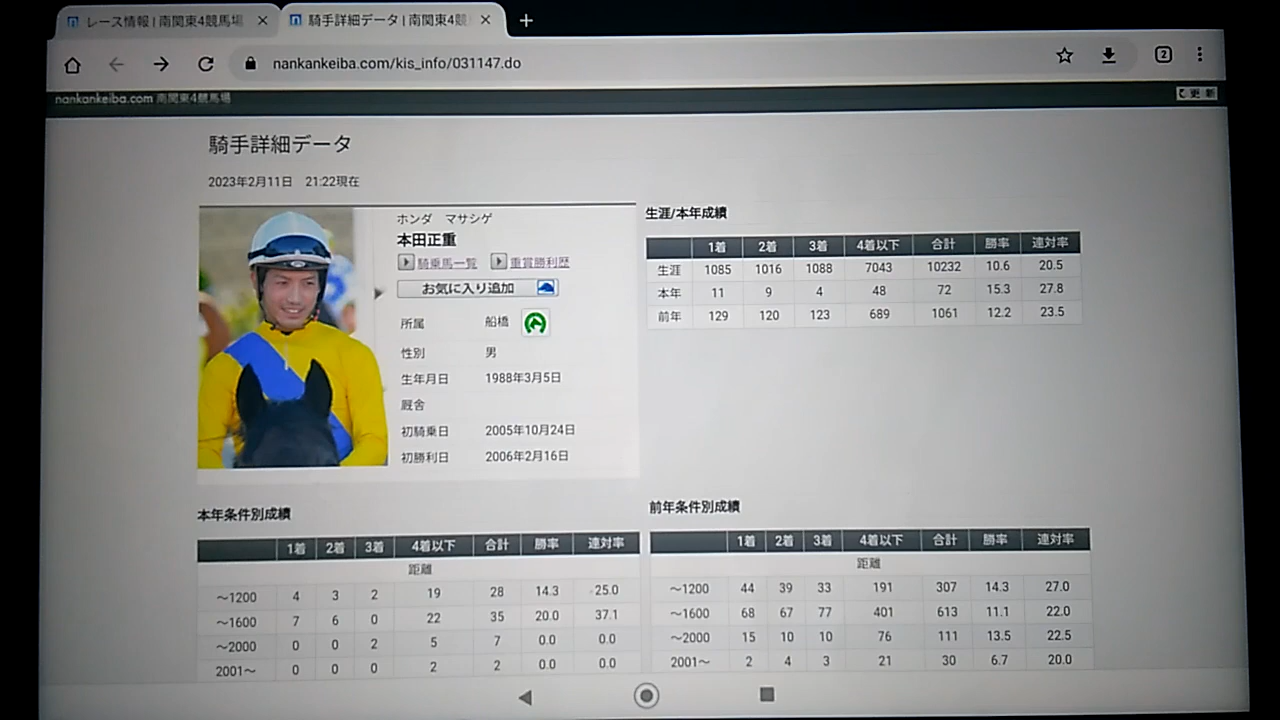 レース情報 | 南関東4競馬場
騎手詳細データ | 南関東4競
nankankeiba.com/kis_info/031147.do
2
nankankeiba.com 南関東4競馬場
更新
騎手詳細データ
2023年2月11日 21:22現在
ホンダ マサシゲ
本田正重
騎乗馬一覧 重賞勝利歴
お気に入り追加
所属 船橋
性別 男
生年月日 1988年3月5日
厩舎
初騎乗日 2005年10月24日
初勝利日 2006年2月16日
生涯/本年成績
1着 2着 3着 4着以下 合計 勝率 連対率
生涯 1085 1016 1088 7043 10232 10.6 20.5
本年 11 9 4 48 72 15.3 27.8
前年 129 120 123 689 1061 12.2 23.5
本年条件別成績
1着 2着 3着 4着以下 合計 勝率 連対率
距離
～1200 4 3 2 19 28 14.3 25.0
～1600 7 6 0 22 35 20.0 37.1
～2000 0 0 2 5 7 0.0 0.0
2001～ 0 0 0 2 2 0.0 0.0
前年条件別成績
1着 2着 3着 4着以下 合計 勝率 連対率
距離
～1200 44 39 33 191 307 14.3 27.0
～1600 68 67 77 401 613 11.1 22.0
～2000 15 10 10 76 111 13.5 22.5
2001～ 2 4 3 21 30 6.7 20.0